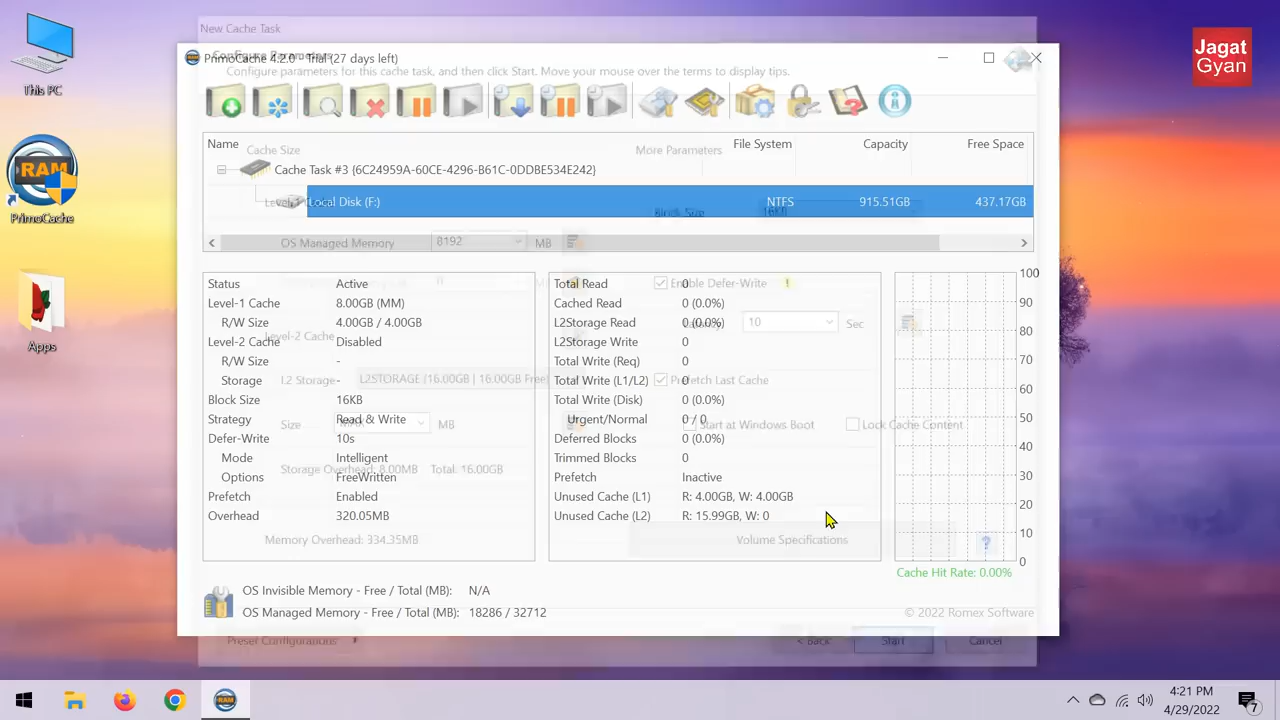 This PC
PrimoCache
Apps
RAM
Jagat
Gyan
New Cache Task
PrimoCache 4.2.0 - Trial (27 days left)
Configure parameters for this cache task, and then click Start. Move your mouse over the terms to display tips.
Name File System Capacity Free Space
Cache Size More Parameters
Cache Task #3 {6C24959A-60CE-4296-B61C-0DDBE534E242}
Local Disk (F:) NTFS 915.51GB 437.17GB
Block Size 16KB
OS Managed Memory 8192 MB
Status Active
Level-1 Cache 8.00GB (MM)
R/W Size 4.00GB / 4.00GB
Level-2 Cache Disabled
R/W Size -
Storage -
Block Size 16KB
Strategy Read & Write
Defer-Write 10s
Mode Intelligent
Options FreeWritten
Prefetch Enabled
Overhead 320.05MB
Total Read 0
Cached Read 0 (0.0%)
L2Storage Read 0 (0.0%)
L2Storage Write 0
Total Write (Req) 0
Total Write (L1/L2) 0
Total Write (Disk) 0 (0.0%)
Urgent/Normal 0 / 0
Deferred Blocks 0 (0.0%)
Trimmed Blocks 0
Prefetch Inactive
Unused Cache (L1) R: 4.00GB, W: 4.00GB
Unused Cache (L2) R: 15.99GB, W: 0
Enable Defer-Write
10 Sec
Level-2 Cache
L2 Storage L2STORAGE (16.00GB | 16.00GB Free)
Prefetch Last Cache
Size MB
Start at Windows Boot Lock Cache Content
Storage Overhead: 8.00MB Total: 16.00GB
Memory Overhead: 334.35MB
Volume Specifications
100
90
80
70
60
50
40
30
20
10
0
Cache Hit Rate: 0.00%
OS Invisible Memory - Free / Total (MB): N/A
OS Managed Memory - Free / Total (MB): 18286 / 32712
© 2022 Romex Software
Preset Configurations < Back Start Cancel
4:21 PM
4/29/2022
7